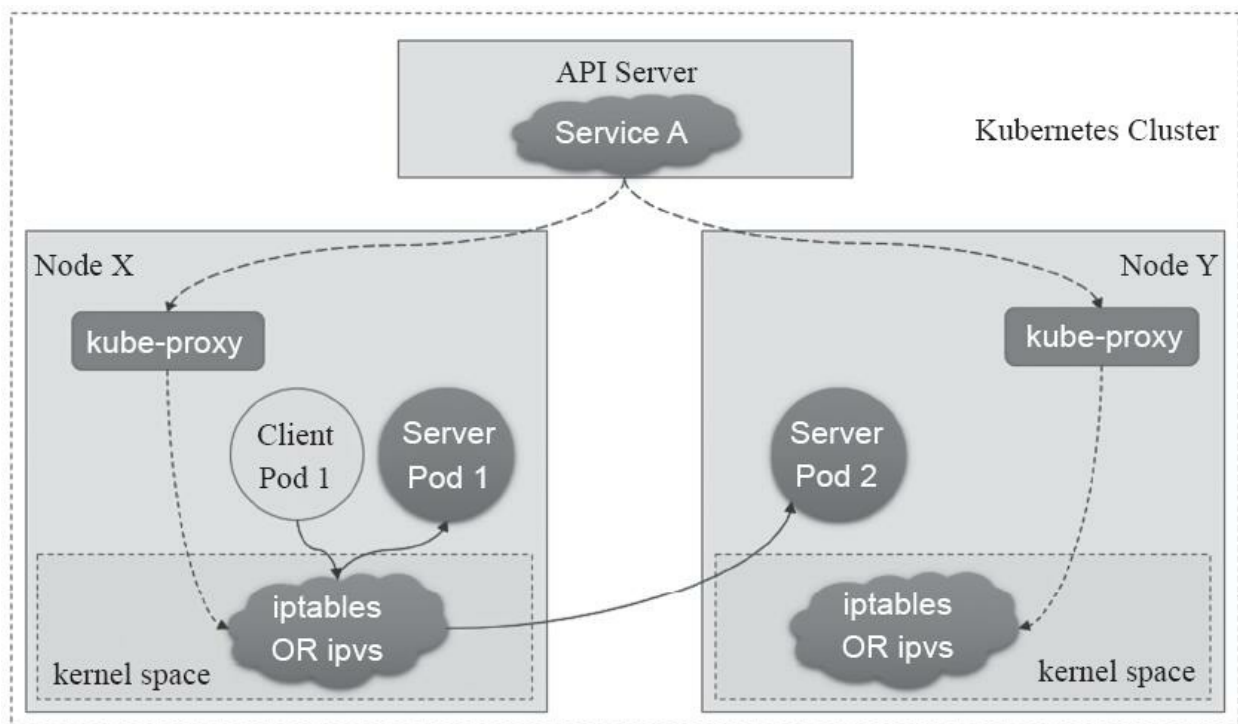 API Server
Service A
Kubernetes Cluster
Node X
Node Y
kube-proxy
kube-proxy
Client
Pod 1
Server
Pod 1
Server
Pod 2
iptables
OR ipvs
kernel space
iptables
OR ipvs
kernel space